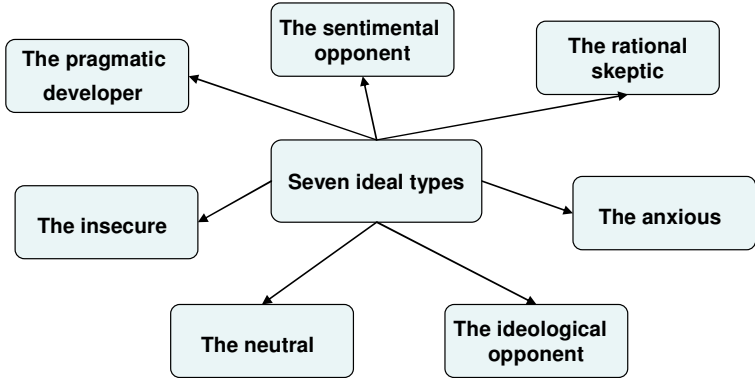 The sentimental
opponent
The rational
skeptic
The pragmatic
developer
Seven ideal types
The insecure
The anxious
The neutral
The ideological
opponent